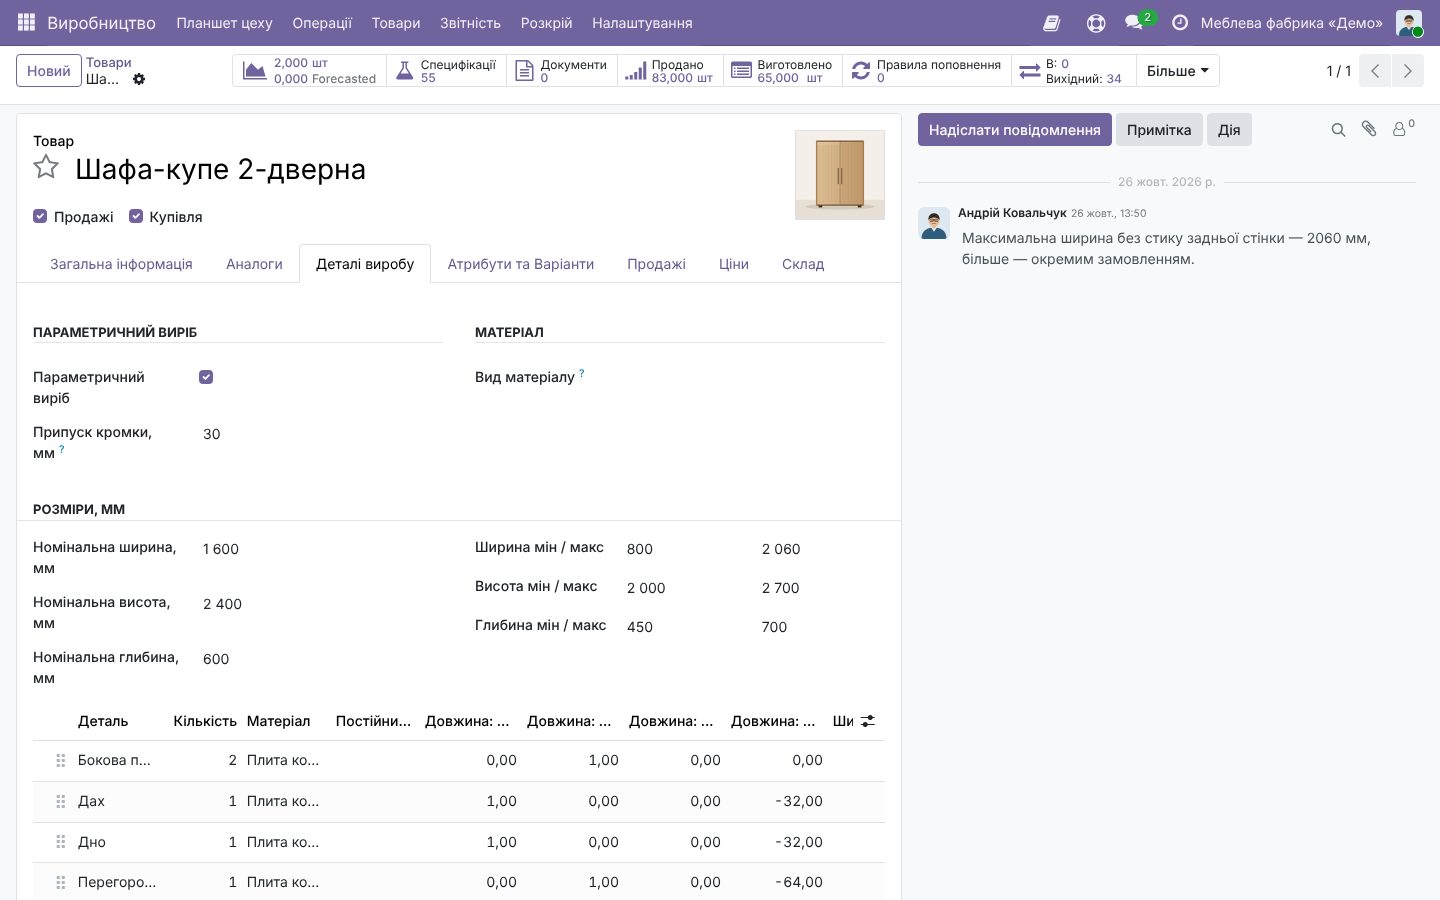 Виробництво Планшет цеху Операції Товари Звітність Розкрій Налаштування 2 Меблева фабрика «Демо»
Новий
Товари
Ша...
2,000 шт
0,000 Forecasted
Специфікації
55
Документи
0
Продано
83,000 шт
Виготовлено
65,000 шт
Правила поповнення
0
В: 0
Вихідний: 34
Більше
1 / 1
Товар
Шафа-купе 2-дверна
Продажі Купівля
Загальна інформація Аналоги Деталі виробу Атрибути та Варіанти Продажі Ціни Склад
ПАРАМЕТРИЧНИЙ ВИРІБ
Параметричний
виріб
Припуск кромки,
мм ?
30
МАТЕРІАЛ
Вид матеріалу ?
РОЗМІРИ, ММ
Номінальна ширина,
мм
1 600
Номінальна висота,
мм
2 400
Номінальна глибина,
мм
600
Ширина мін / макс 800 2 060
Висота мін / макс 2 000 2 700
Глибина мін / макс 450 700
Деталь Кількість Матеріал Постійни... Довжина: ... Довжина: ... Довжина: ... Довжина: ... Ши
Бокова п... 2 Плита ко... 0,00 1,00 0,00 0,00
Дах 1 Плита ко... 1,00 0,00 0,00 -32,00
Дно 1 Плита ко... 1,00 0,00 0,00 -32,00
Перегоро... 1 Плита ко... 0,00 1,00 0,00 -64,00
Надіслати повідомлення Примітка Дія 0
26 жовт. 2026 р.
Андрій Ковальчук 26 жовт., 13:50
Максимальна ширина без стику задньої стінки — 2060 мм,
більше — окремим замовленням.